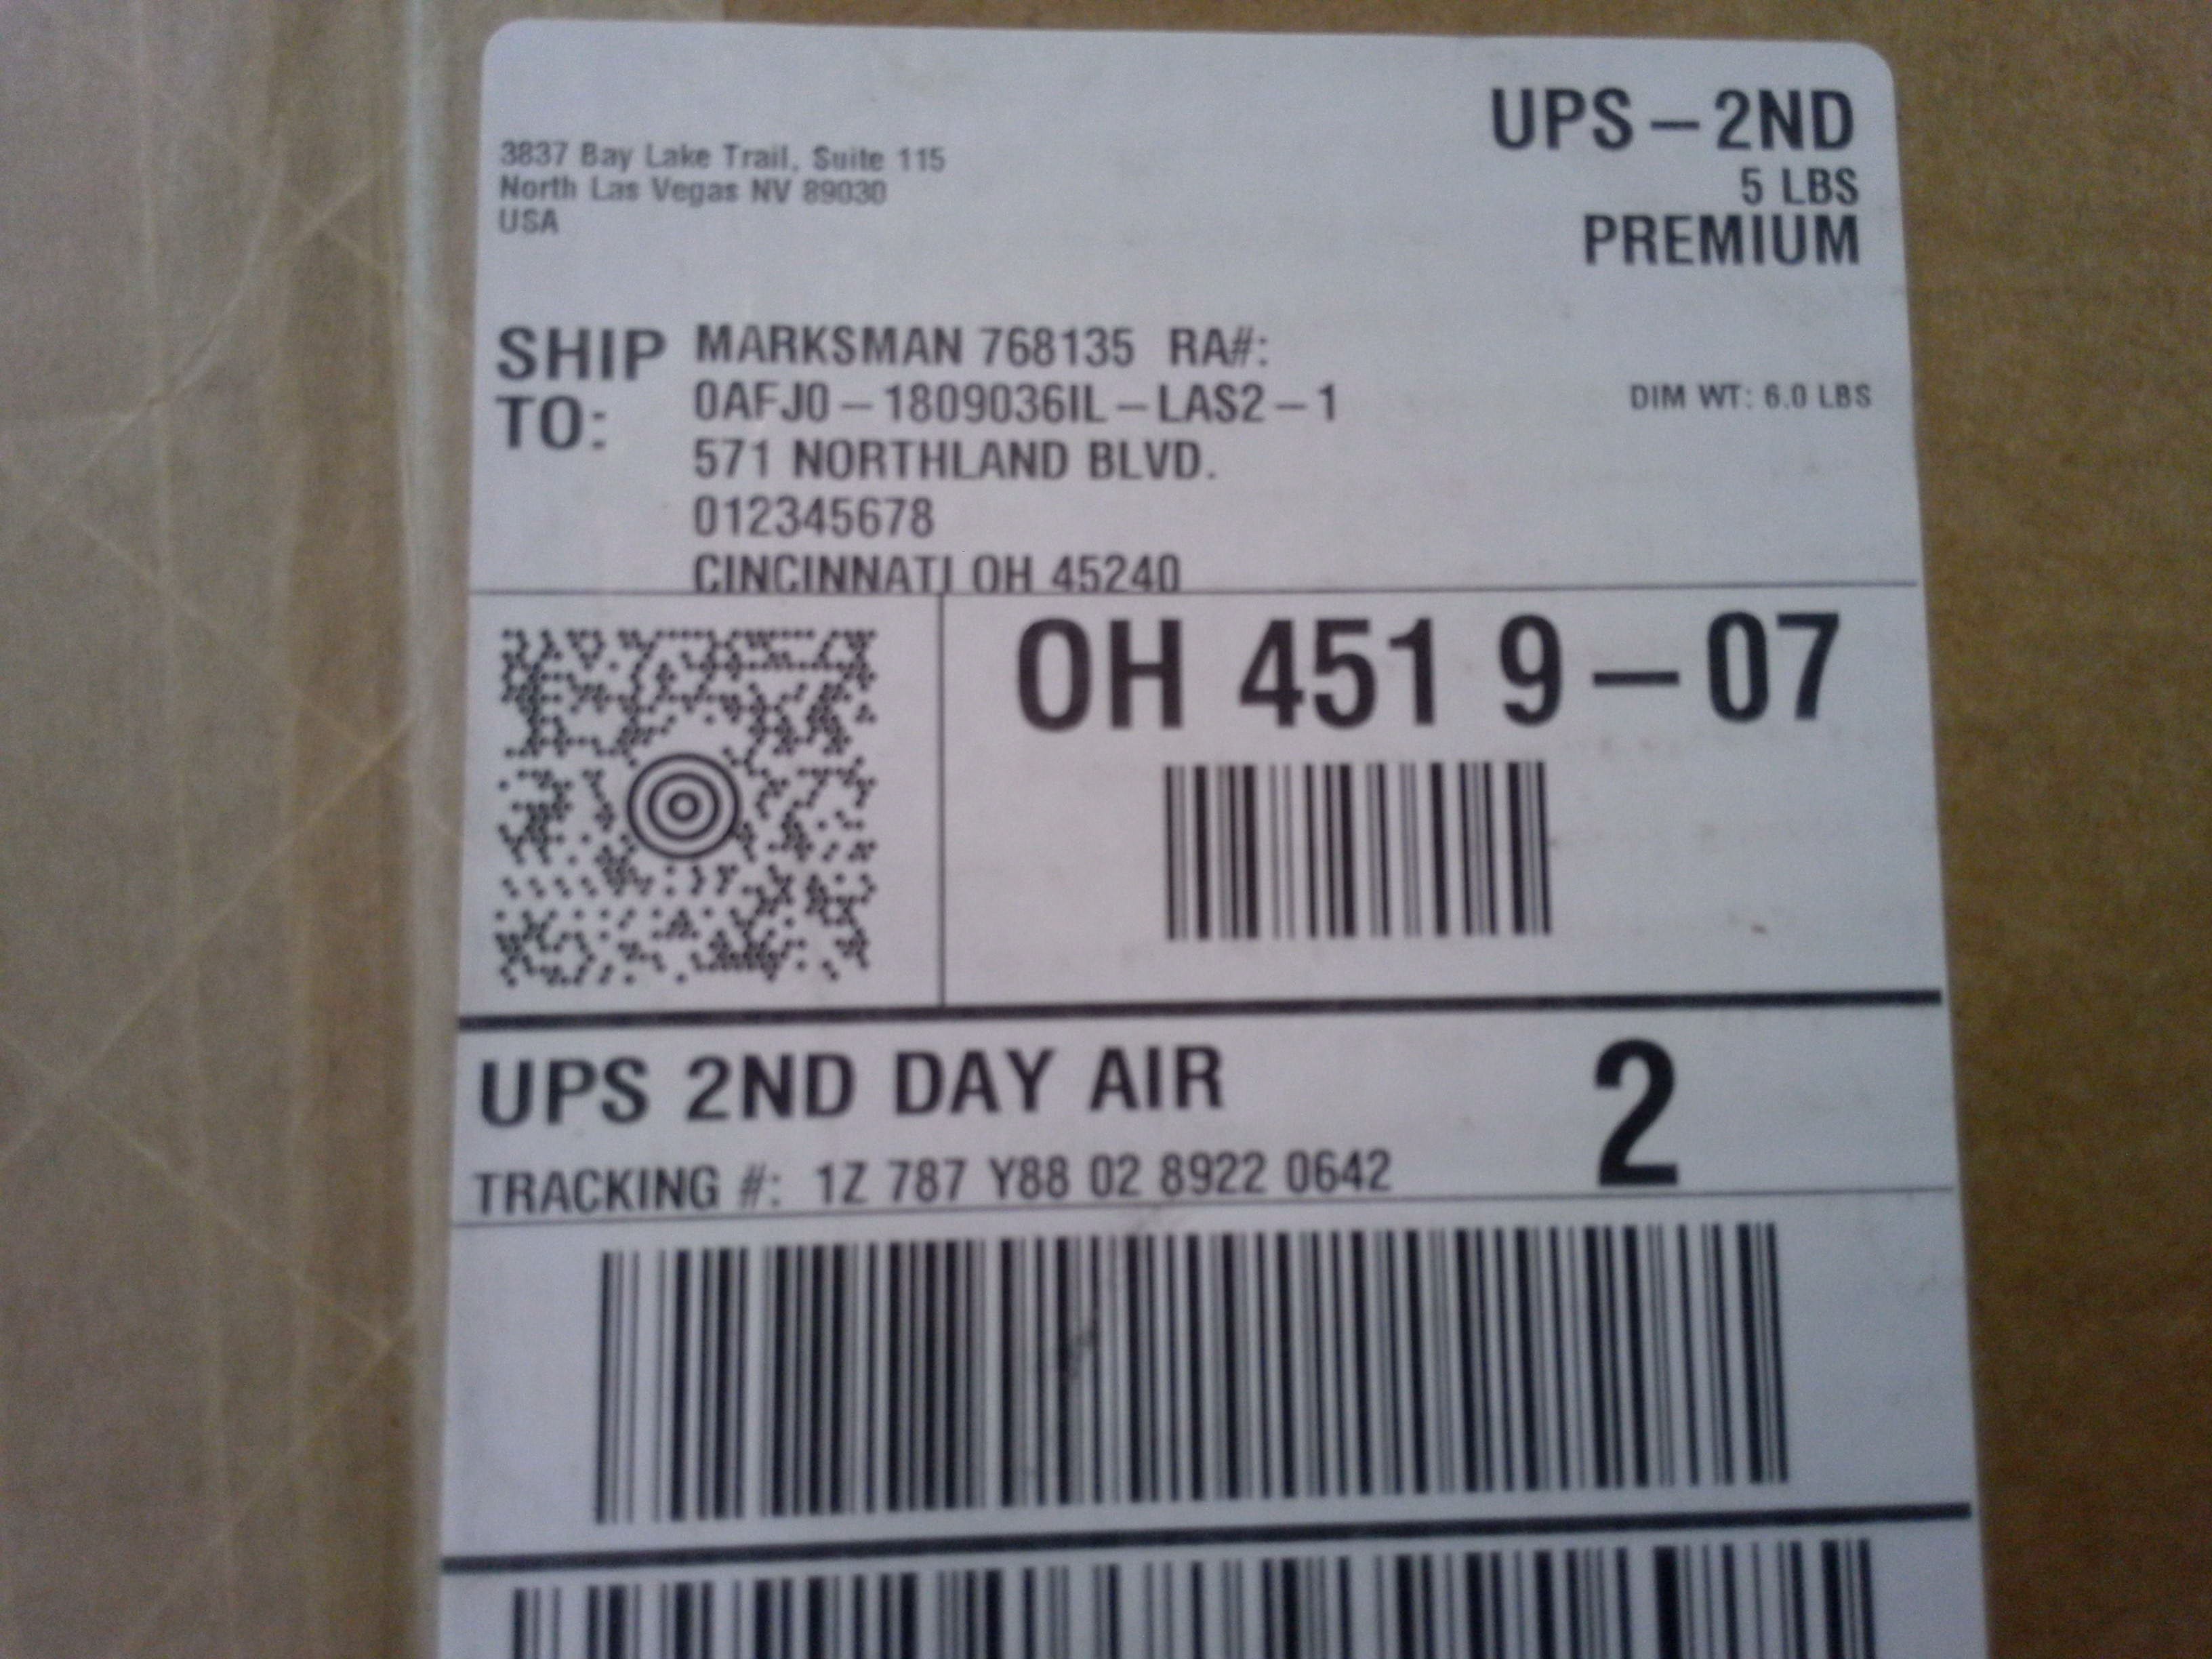 3837 Bay Lake Trail, Suite 115
North Las Vegas NV 89030
USA
UPS – 2ND
5 LBS
PREMIUM
SHIP TO:
MARKSMAN 768135 RA#:
0AFJ0 – 1809036IL – LAS2 – 1
571 NORTHLAND BLVD.
012345678
CINCINNATI OH 45240
DIM WT: 6.0 LBS
OH 451 9 – 07
UPS 2ND DAY AIR
2
TRACKING #: 1Z 787 Y88 02 8922 0642